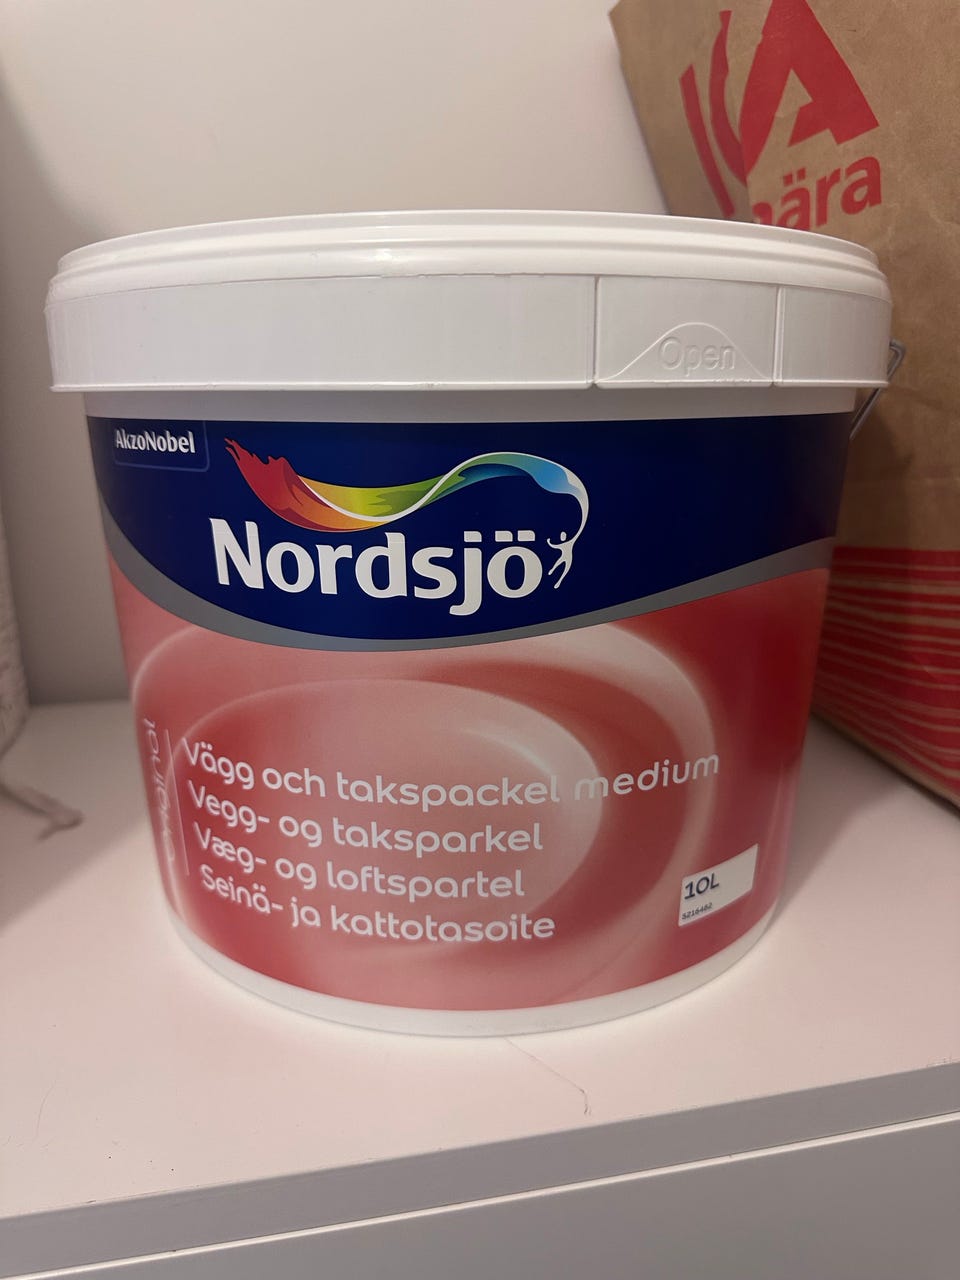 ICA
nära
Open
AkzoNobel
Nordsjö
original
Vägg och takspackel medium
Vegg- og taksparkel
Væg- og loftspartel
Seinä- ja kattotasoite
10L
5216462